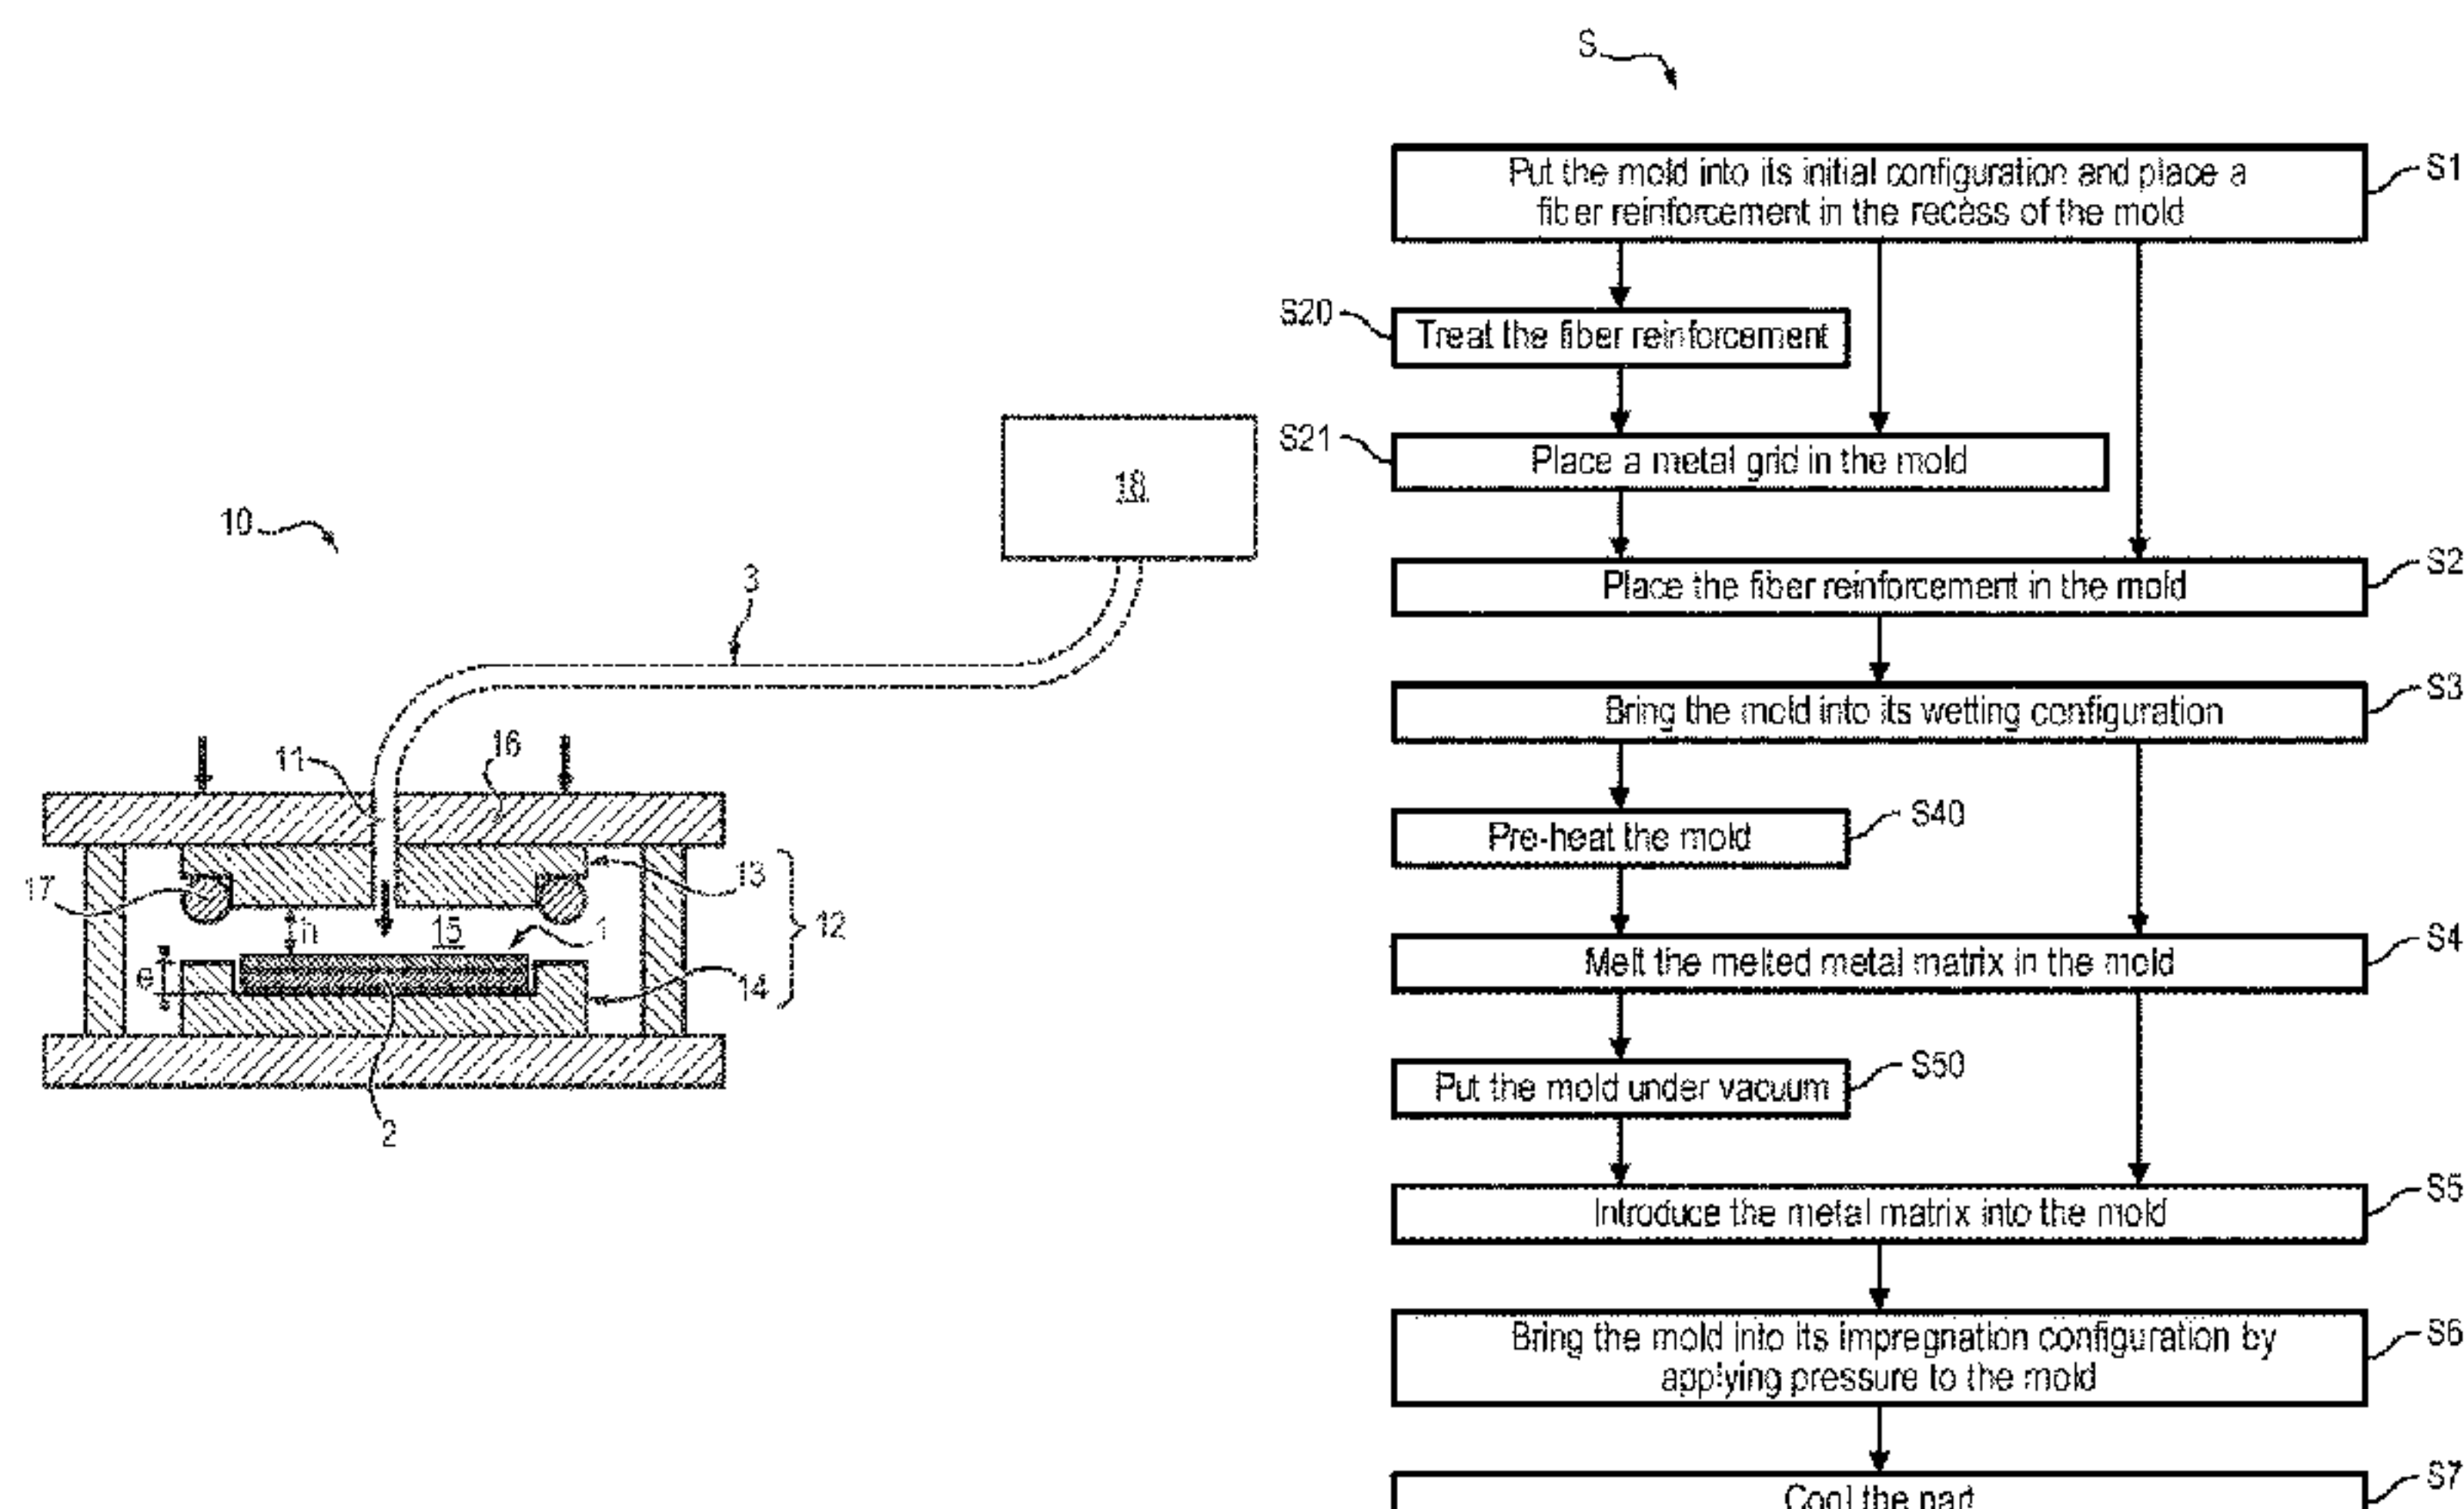 S
Put the mold into its initial configuration and place a
fiber reinforcement in the recess of the mold
S1
S20
Treat the fiber reinforcement
S21
Place a metal grid in the mold
Place the fiber reinforcement in the mold
S2
Bring the mold into its wetting configuration
S3
Pre-heat the mold
S40
Melt the melted metal matrix in the mold
S4
Put the mold under vacuum
S50
Introduce the metal matrix into the mold
S5
Bring the mold into its impregnation configuration by
applying pressure to the mold
S6
Cool the part
S7
18
10
3
11
16
17
13
h
15
1
12
e
14
2